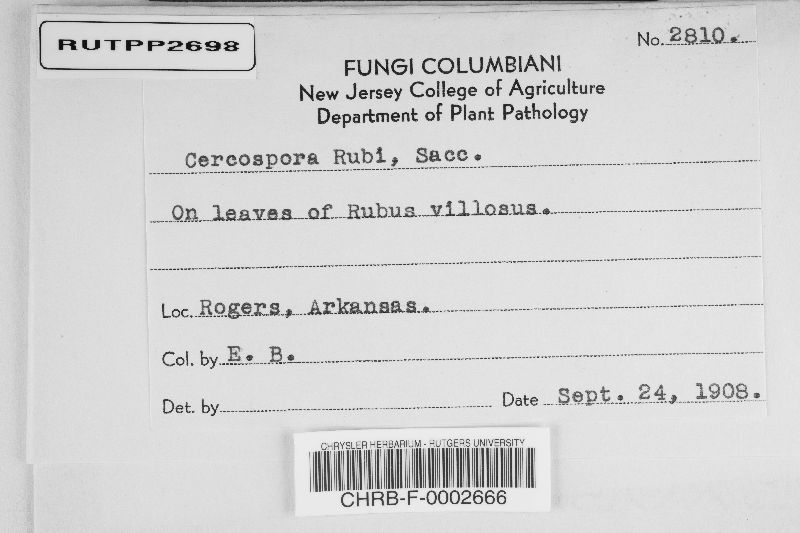 RUTPP2698
No. 2810.
FUNGI COLUMBIANI
New Jersey College of Agriculture
Department of Plant Pathology
Cercospora Rubi, Sacc.
On leaves of Rubus villosus.
Loc. Rogers, Arkansas.
Col. by E. B.
Det. by
Date Sept. 24, 1908.
CHRYSLER HERBARIUM - RUTGERS UNIVERSITY
CHRB-F-0002666